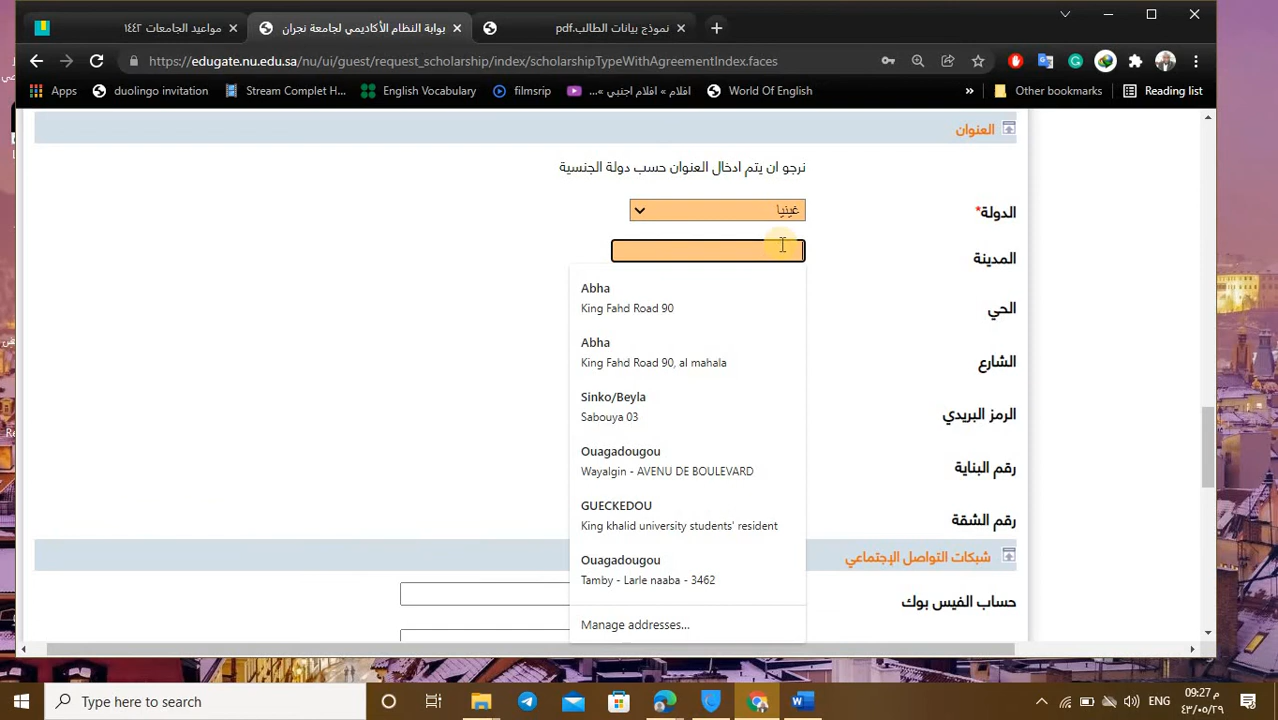 مواعيد الجامعات ١٤٤٢
بوابة النظام الأكاديمي لجامعة نجران
نموذج بيانات الطالب.pdf
https://edugate.nu.edu.sa/nu/ui/guest/request_scholarship/index/scholarshipTypeWithAgreementIndex.faces
Apps
duolingo invitation
Stream Complet H...
English Vocabulary
filmsrip
افلام » افلام اجنبي »...
World Of English
»
Other bookmarks
Reading list
العنوان
نرجو ان يتم ادخال العنوان حسب دولة الجنسية
الدولة*
غينيا
المدينة
Abha
King Fahd Road 90
الحي
Abha
King Fahd Road 90, al mahala
الشارع
Sinko/Beyla
Sabouya 03
الرمز البريدي
Ouagadougou
Wayalgin - AVENU DE BOULEVARD
رقم البناية
GUECKEDOU
King khalid university students' resident
رقم الشقة
Ouagadougou
Tamby - Larle naaba - 3462
شبكات التواصل الإجتماعي
حساب الفيس بوك
Manage addresses...
Type here to search
ENG
09:27 م
٤٣/٠٥/٢٩